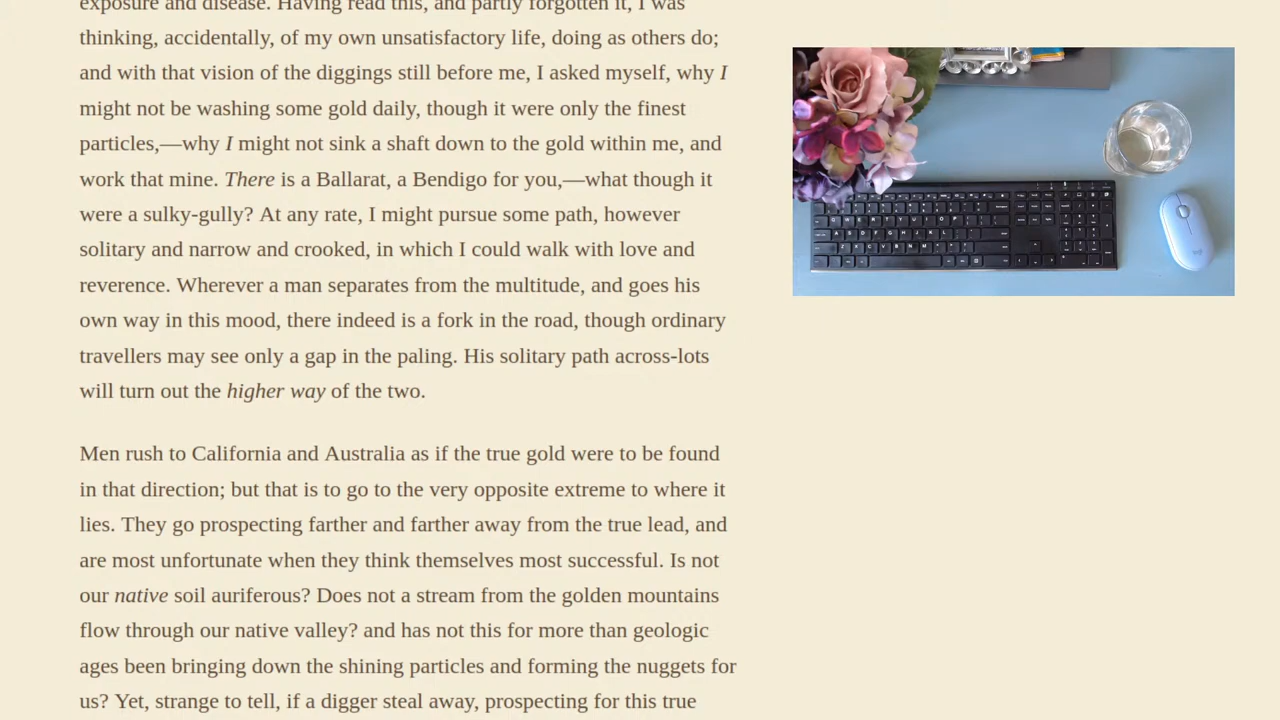 exposure and disease. Having read this, and partly forgotten it, I was
thinking, accidentally, of my own unsatisfactory life, doing as others do;
and with that vision of the diggings still before me, I asked myself, why I
might not be washing some gold daily, though it were only the finest
particles,—why I might not sink a shaft down to the gold within me, and
work that mine. There is a Ballarat, a Bendigo for you,—what though it
were a sulky-gully? At any rate, I might pursue some path, however
solitary and narrow and crooked, in which I could walk with love and
reverence. Wherever a man separates from the multitude, and goes his
own way in this mood, there indeed is a fork in the road, though ordinary
travellers may see only a gap in the paling. His solitary path across-lots
will turn out the higher way of the two.
Men rush to California and Australia as if the true gold were to be found
in that direction; but that is to go to the very opposite extreme to where it
lies. They go prospecting farther and farther away from the true lead, and
are most unfortunate when they think themselves most successful. Is not
our native soil auriferous? Does not a stream from the golden mountains
flow through our native valley? and has not this for more than geologic
ages been bringing down the shining particles and forming the nuggets for
us? Yet, strange to tell, if a digger steal away, prospecting for this true